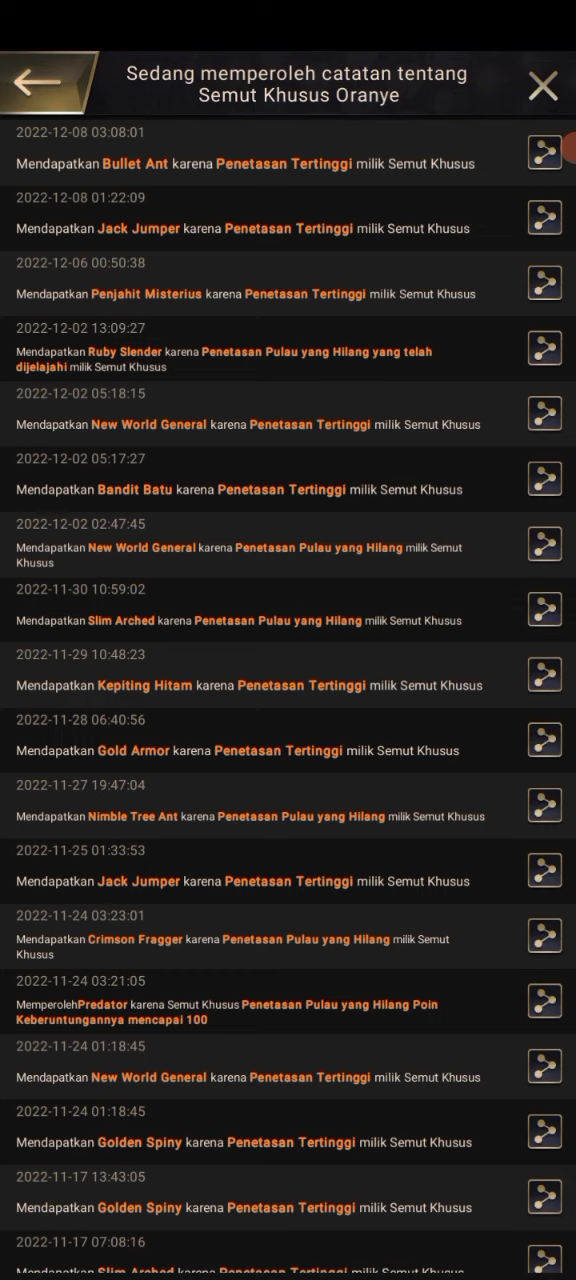 Sedang memperoleh catatan tentang
Semut Khusus Oranye
2022-12-08 03:08:01
Mendapatkan Bullet Ant karena Penetasan Tertinggi milik Semut Khusus
2022-12-08 01:22:09
Mendapatkan Jack Jumper karena Penetasan Tertinggi milik Semut Khusus
2022-12-06 00:50:38
Mendapatkan Penjahit Misterius karena Penetasan Tertinggi milik Semut Khusus
2022-12-02 13:09:27
Mendapatkan Ruby Slender karena Penetasan Pulau yang Hilang yang telah
dijelajahi milik Semut Khusus
2022-12-02 05:18:15
Mendapatkan New World General karena Penetasan Tertinggi milik Semut Khusus
2022-12-02 05:17:27
Mendapatkan Bandit Batu karena Penetasan Tertinggi milik Semut Khusus
2022-12-02 02:47:45
Mendapatkan New World General karena Penetasan Pulau yang Hilang milik Semut
Khusus
2022-11-30 10:59:02
Mendapatkan Slim Arched karena Penetasan Pulau yang Hilang milik Semut Khusus
2022-11-29 10:48:23
Mendapatkan Kepiting Hitam karena Penetasan Tertinggi milik Semut Khusus
2022-11-28 06:40:56
Mendapatkan Gold Armor karena Penetasan Tertinggi milik Semut Khusus
2022-11-27 19:47:04
Mendapatkan Nimble Tree Ant karena Penetasan Pulau yang Hilang milik Semut Khusus
2022-11-25 01:33:53
Mendapatkan Jack Jumper karena Penetasan Tertinggi milik Semut Khusus
2022-11-24 03:23:01
Mendapatkan Crimson Fragger karena Penetasan Pulau yang Hilang milik Semut
Khusus
2022-11-24 03:21:05
MemperolehPredator karena Semut Khusus Penetasan Pulau yang Hilang Poin
Keberuntungannya mencapai 100
2022-11-24 01:18:45
Mendapatkan New World General karena Penetasan Tertinggi milik Semut Khusus
2022-11-24 01:18:45
Mendapatkan Golden Spiny karena Penetasan Tertinggi milik Semut Khusus
2022-11-17 13:43:05
Mendapatkan Golden Spiny karena Penetasan Tertinggi milik Semut Khusus
2022-11-17 07:08:16
Mendapatkan Slim Arched karena Penetasan Tertinggi milik Semut Khusus